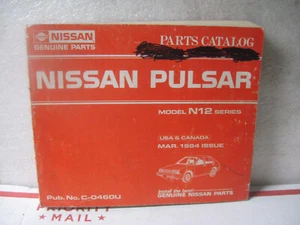 NISSAN
GENUINE PARTS
PARTS CATALOG
NISSAN PULSAR
MODEL N12 SERIES
USA & CANADA
MAR. 1984 ISSUE
GENUINE NISSAN PARTS
Pub. No. C-0460U
PRIORITY
MAIL